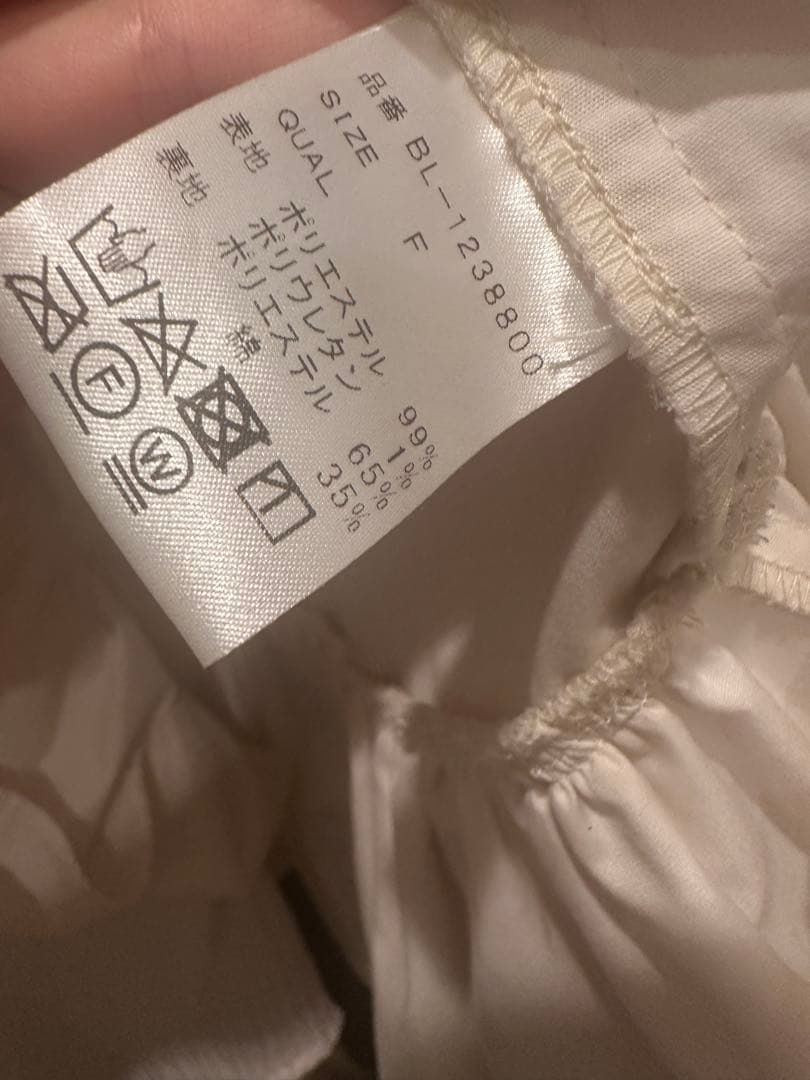 品番 BL-1238800
SIZE F
QUAL
表地 ポリエステル 99%
ポリウレタン 1%
裏地 ポリエステル 65%
綿 35%
F
W